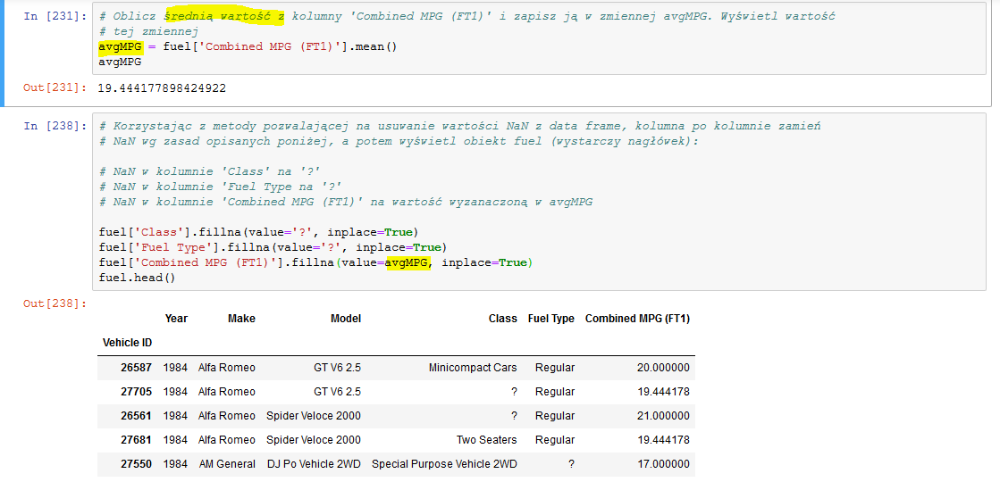 In [231]: # Oblicz średnią wartość z kolumny 'Combined MPG (FT1)' i zapisz ją w zmiennej avgMPG. Wyświetl wartość
# tej zmiennej
avgMPG = fuel['Combined MPG (FT1)'].mean()
avgMPG
Out[231]: 19.444177898424922
In [238]: # Korzystając z metody pozwalającej na usuwanie wartości NaN z data frame, kolumna po kolumnie zamień
# NaN wg zasad opisanych poniżej, a potem wyświetl obiekt fuel (wystarczy nagłówek):
# NaN w kolumnie 'Class' na '?'
# NaN w kolumnie 'Fuel Type na '?'
# NaN w kolumnie 'Combined MPG (FT1)' na wartość wyzanaczoną w avgMPG
fuel['Class'].fillna(value='?', inplace=True)
fuel['Fuel Type'].fillna(value='?', inplace=True)
fuel['Combined MPG (FT1)'].fillna(value=avgMPG, inplace=True)
fuel.head()
Out[238]:
Year Make Model Class Fuel Type Combined MPG (FT1)
Vehicle ID
26587 1984 Alfa Romeo GT V6 2.5 Minicompact Cars Regular 20.000000
27705 1984 Alfa Romeo GT V6 2.5 ? Regular 19.444178
26561 1984 Alfa Romeo Spider Veloce 2000 ? Regular 21.000000
27681 1984 Alfa Romeo Spider Veloce 2000 Two Seaters Regular 19.444178
27550 1984 AM General DJ Po Vehicle 2WD Special Purpose Vehicle 2WD ? 17.000000